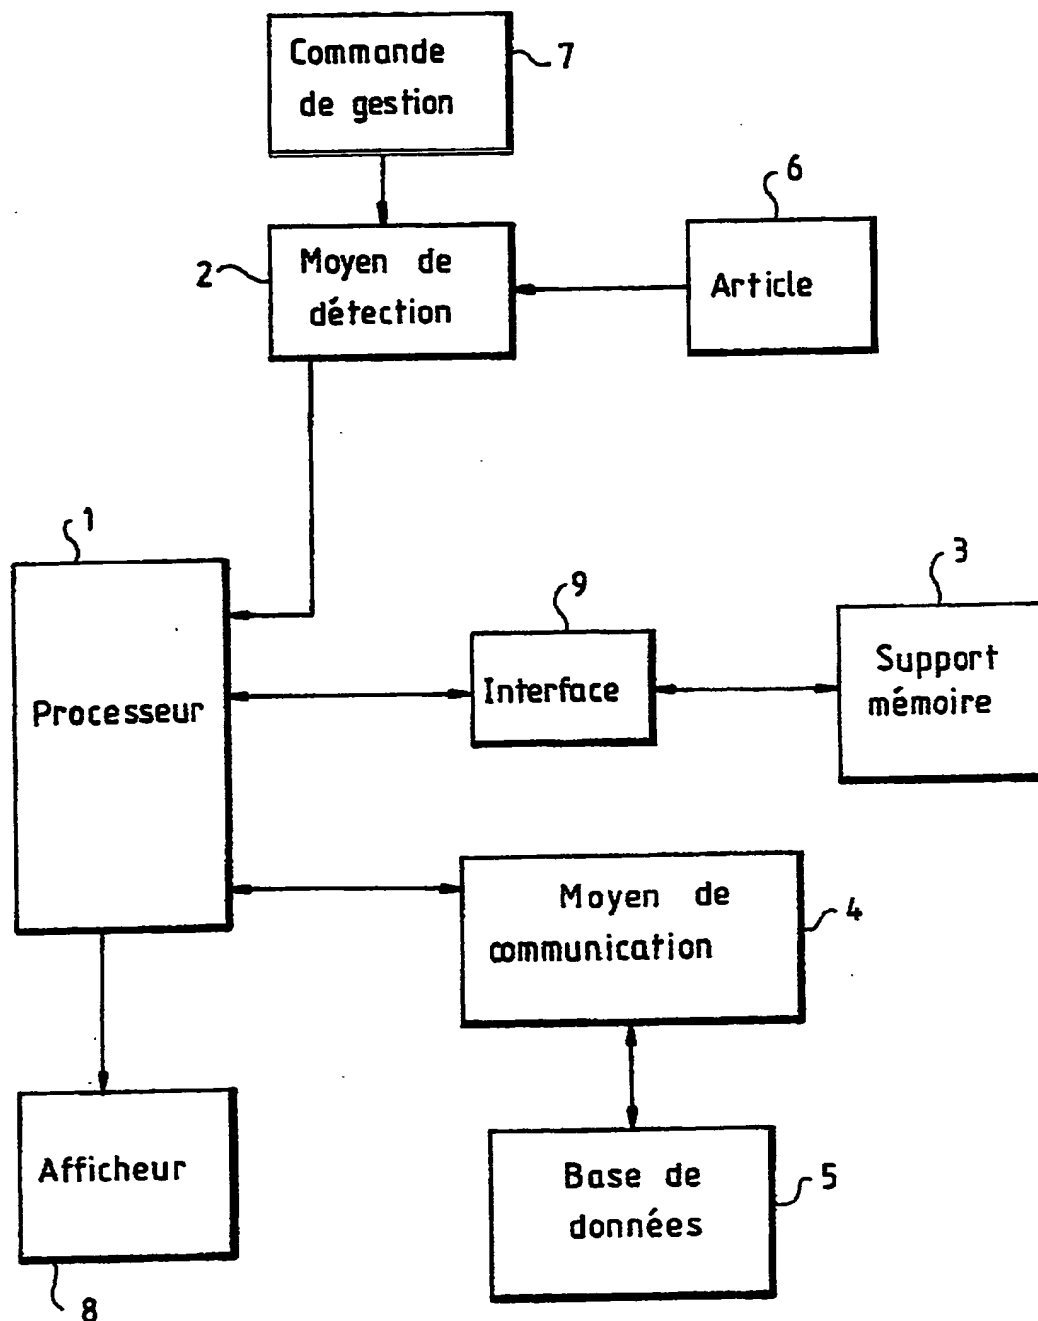 Commande
de gestion
7
6
2
Moyen de
détection
Article
1
9
3
Processeur
Interface
Support
mémoire
Moyen de
communication
4
Afficheur
Base de
données
5
8